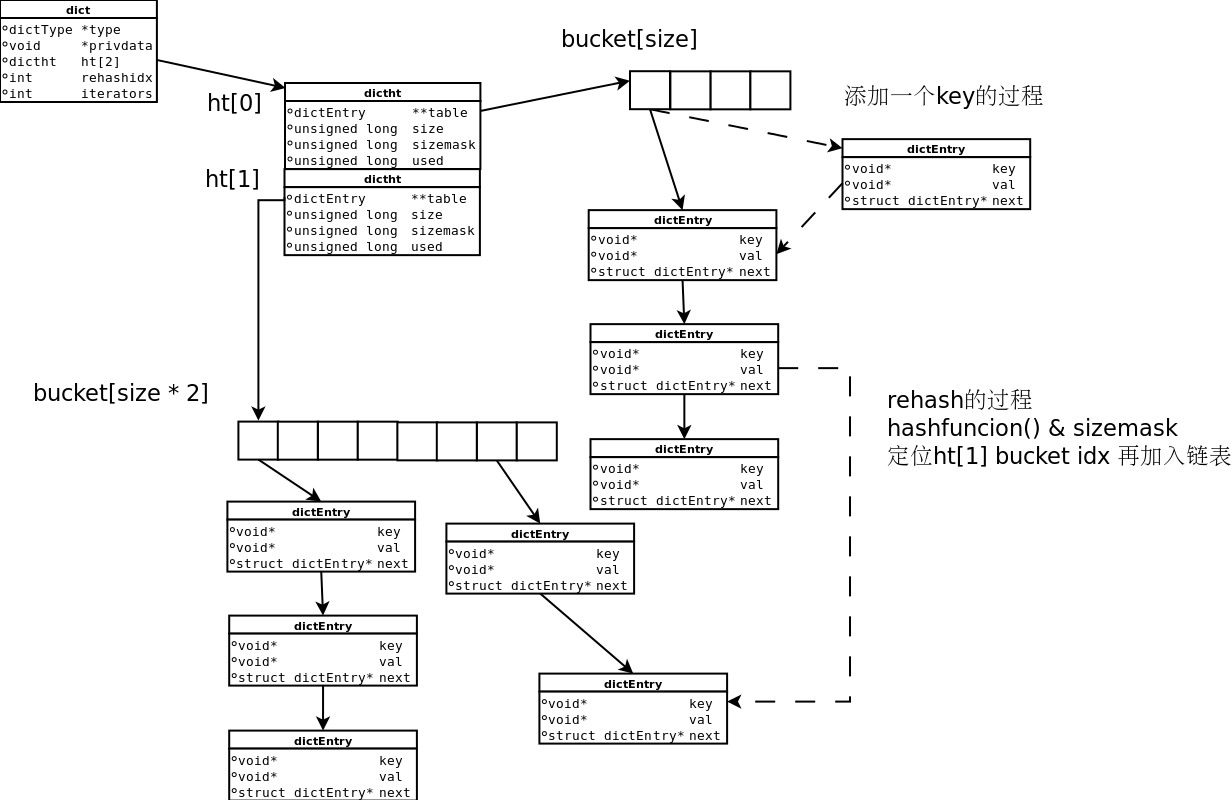 dict
dictType *type
void *privdata
dictht ht[2]
int rehashidx
int iterators
bucket[size]
ht[0]
dictht
dictEntry **table
unsigned long size
unsigned long sizemask
unsigned long used
添加一个key的过程
ht[1]
dictht
dictEntry **table
unsigned long size
unsigned long sizemask
unsigned long used
dictEntry
void* key
void* val
struct dictEntry* next
dictEntry
void* key
void* val
struct dictEntry* next
dictEntry
void* key
void* val
struct dictEntry* next
bucket[size * 2]
rehash的过程
hashfuncion() & sizemask
定位ht[1] bucket idx 再加入链表
dictEntry
void* key
void* val
struct dictEntry* next
dictEntry
void* key
void* val
struct dictEntry* next
dictEntry
void* key
void* val
struct dictEntry* next
dictEntry
void* key
void* val
struct dictEntry* next
dictEntry
void* key
void* val
struct dictEntry* next
dictEntry
void* key
void* val
struct dictEntry* next